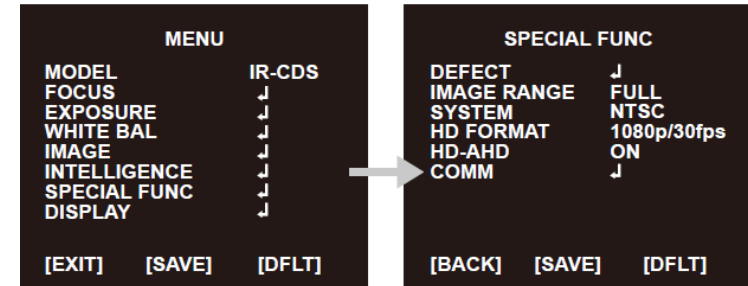 MENU
MODEL IR-CDS
FOCUS ↲
EXPOSURE ↲
WHITE BAL ↲
IMAGE ↲
INTELLIGENCE ↲
SPECIAL FUNC ↲
DISPLAY ↲
[EXIT] [SAVE] [DFLT]
SPECIAL FUNC
DEFECT ↲
IMAGE RANGE FULL
SYSTEM NTSC
HD FORMAT 1080p/30fps
HD-AHD ON
COMM ↲
[BACK] [SAVE] [DFLT]